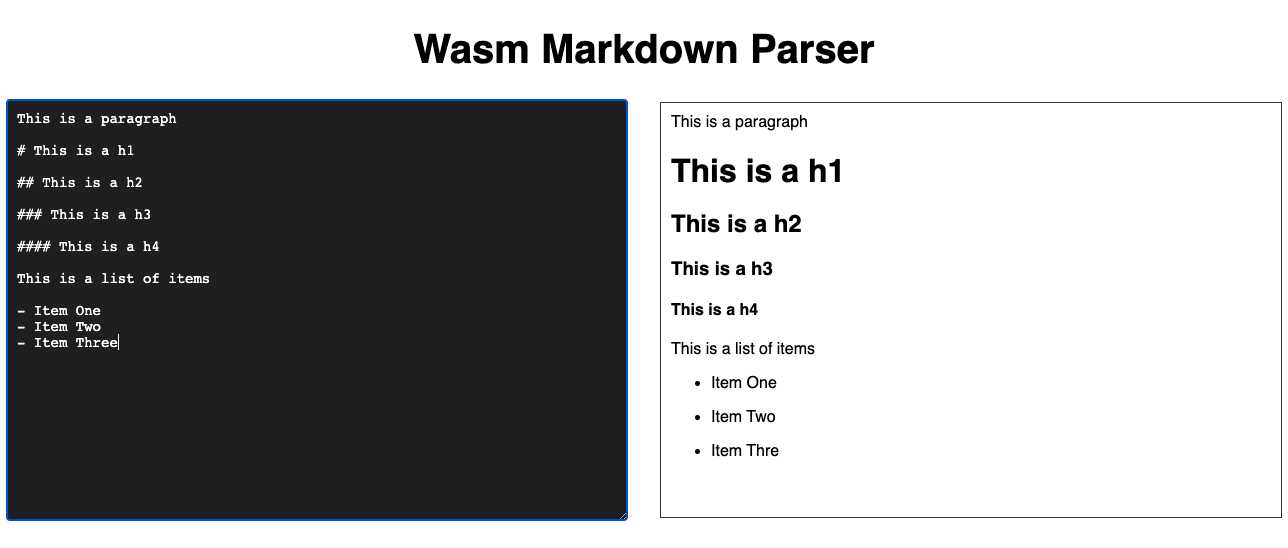 Wasm Markdown Parser
This is a paragraph
# This is a h1
## This is a h2
### This is a h3
#### This is a h4
This is a list of items
- Item One
- Item Two
- Item Three
This is a paragraph
This is a h1
This is a h2
This is a h3
This is a h4
This is a list of items
• Item One
• Item Two
• Item Thre